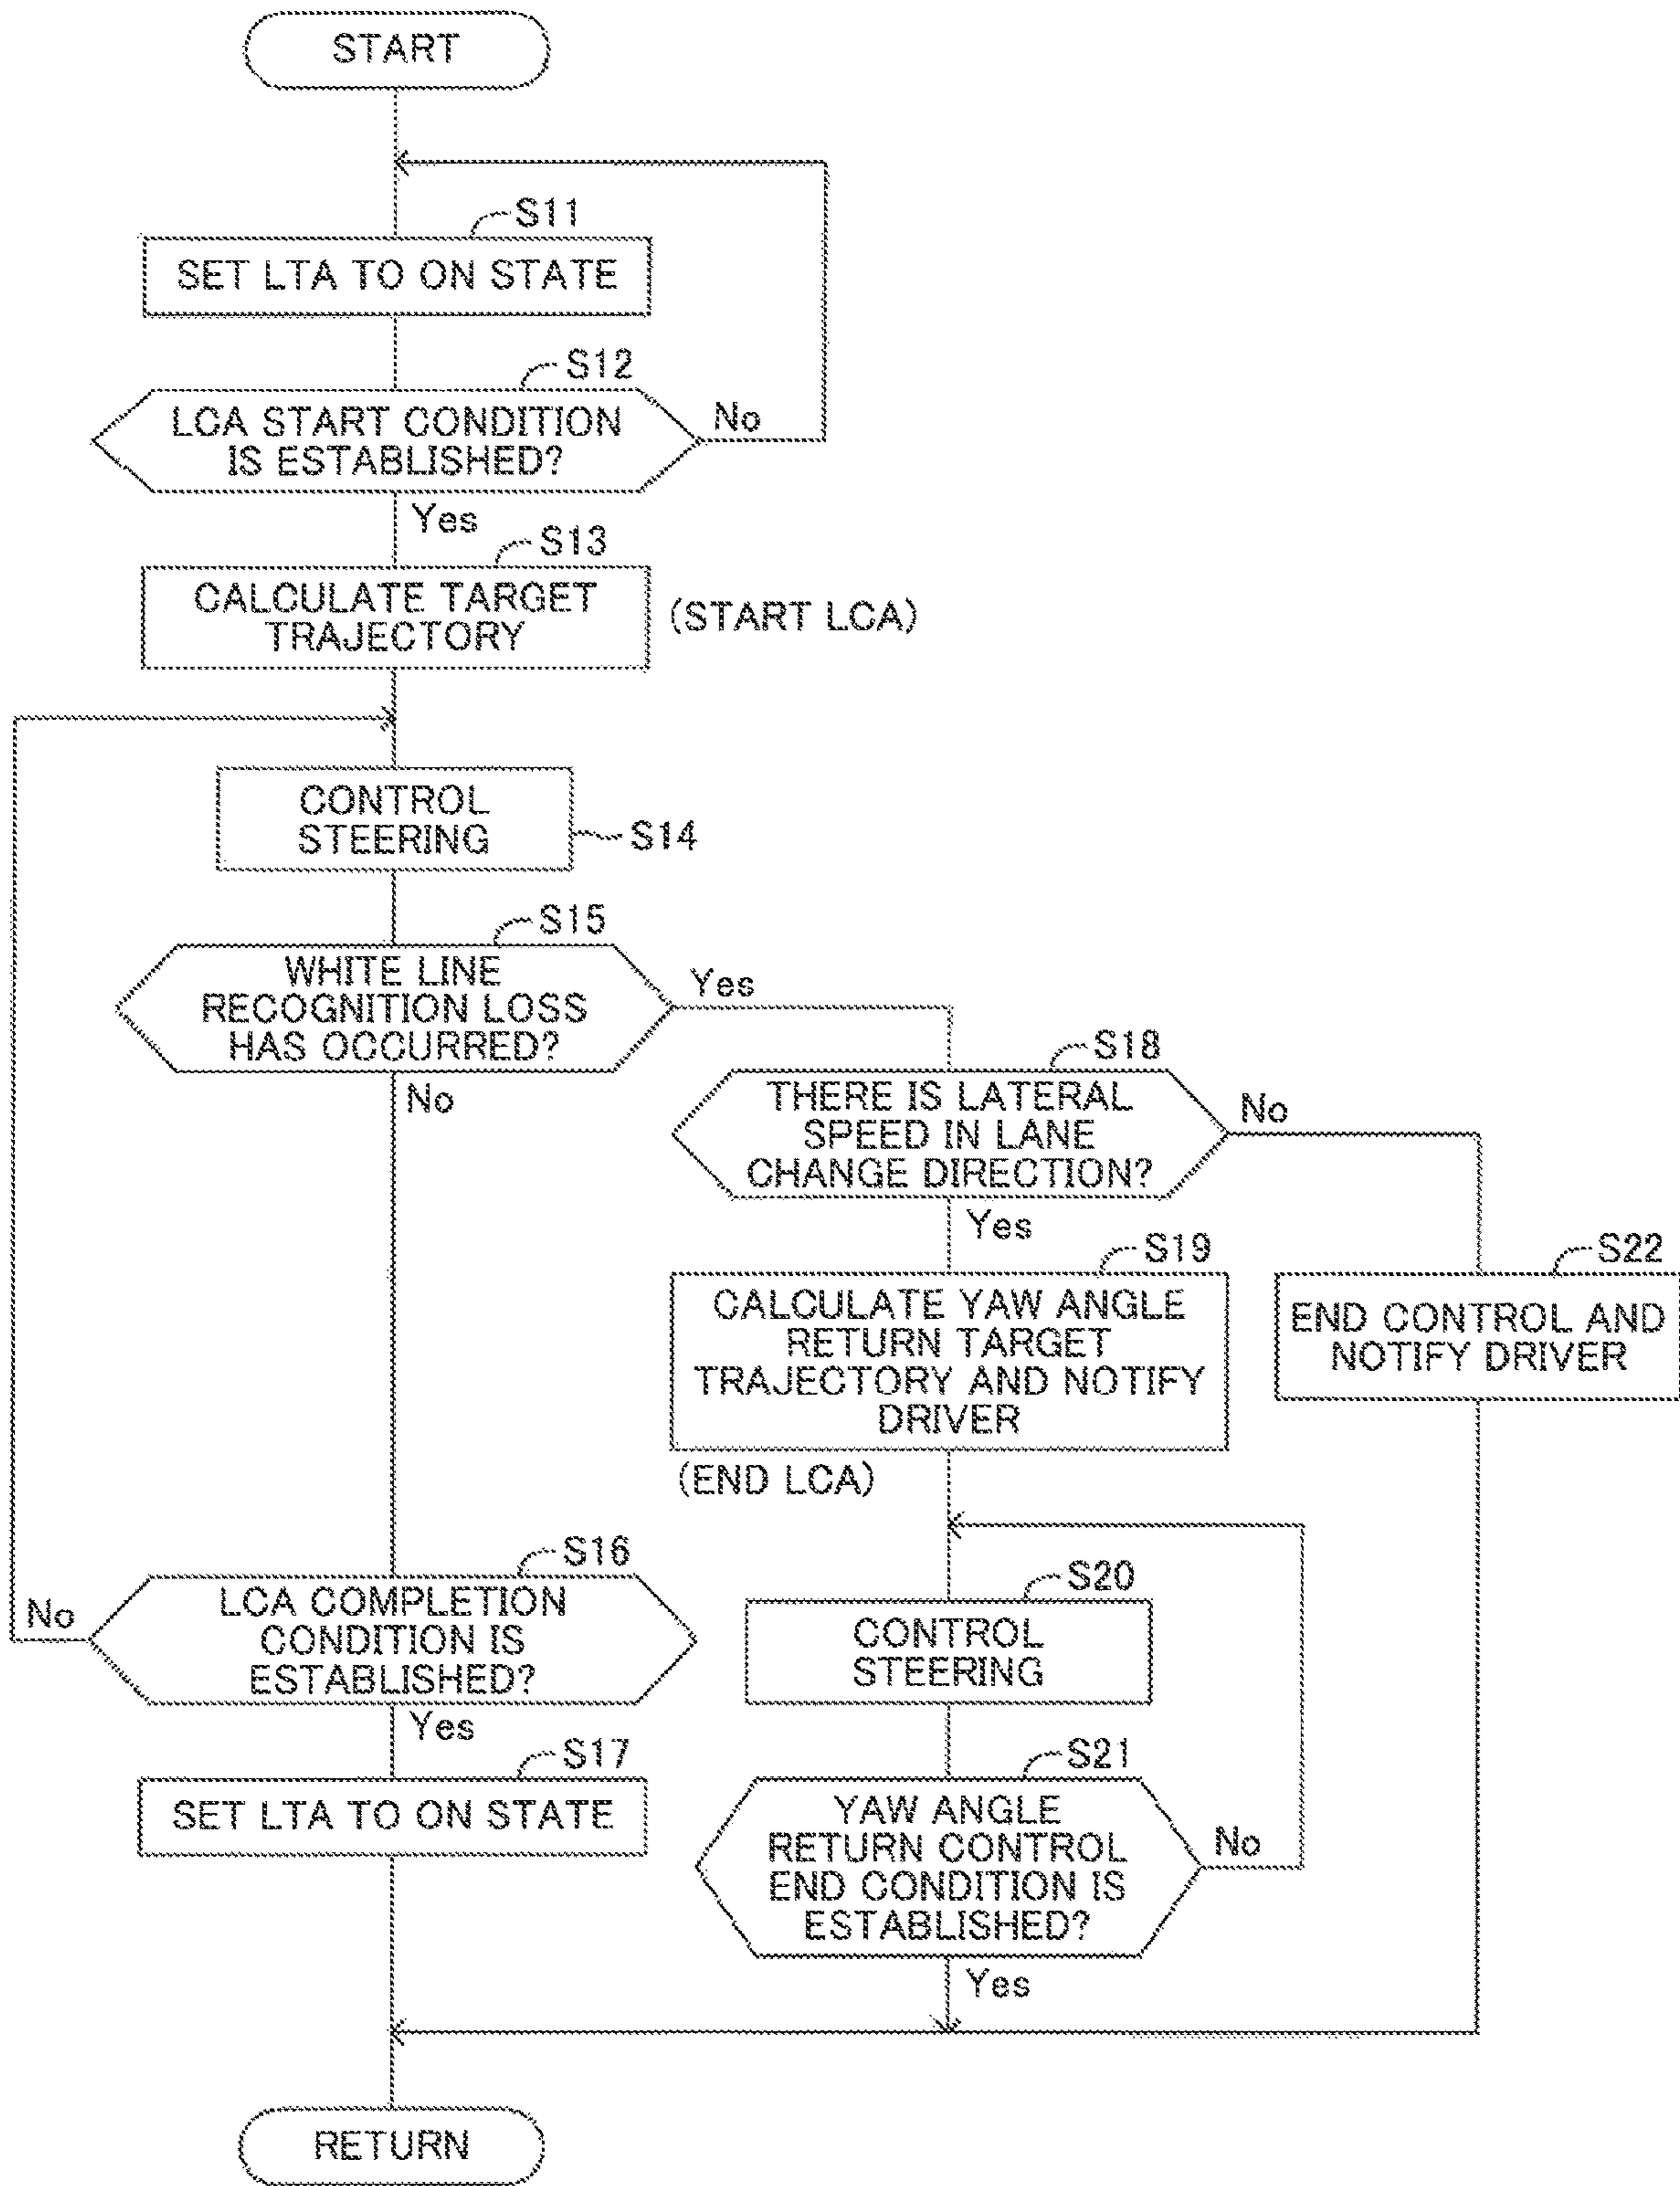 START
S11
SET LTA TO ON STATE
S12
LCA START CONDITION
IS ESTABLISHED?
No
Yes
S13
CALCULATE TARGET
TRAJECTORY
(START LCA)
CONTROL
STEERING
S14
S15
WHITE LINE
RECOGNITION LOSS
HAS OCCURRED?
Yes
No
S18
THERE IS LATERAL
SPEED IN LANE
CHANGE DIRECTION?
No
Yes
S19
CALCULATE YAW ANGLE
RETURN TARGET
TRAJECTORY AND NOTIFY
DRIVER
(END LCA)
S22
END CONTROL AND
NOTIFY DRIVER
S16
LCA COMPLETION
CONDITION IS
ESTABLISHED?
No
Yes
S17
SET LTA TO ON STATE
S20
CONTROL
STEERING
S21
YAW ANGLE
RETURN CONTROL
END CONDITION IS
ESTABLISHED?
No
Yes
RETURN